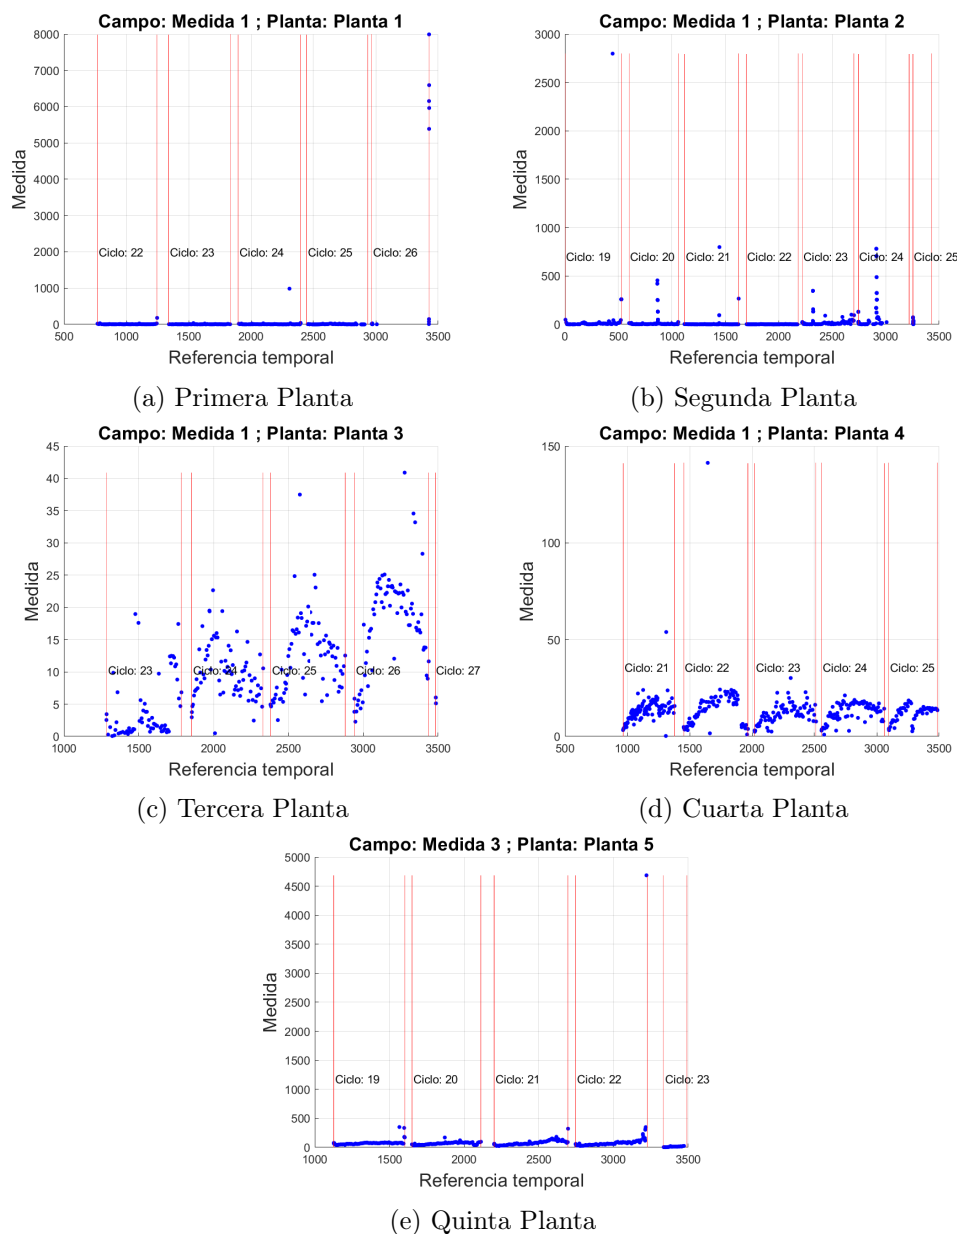 Campo: Medida 1 ; Planta: Planta 1
8000
7000
6000
5000
4000
3000
2000
1000
0
Medida
Ciclo: 22
Ciclo: 23
Ciclo: 24
Ciclo: 25
Ciclo: 26
500
1000
1500
2000
2500
3000
3500
Referencia temporal
(a) Primera Planta
Campo: Medida 1 ; Planta: Planta 2
3000
2500
2000
1500
1000
500
0
Medida
Ciclo: 19
Ciclo: 20
Ciclo: 21
Ciclo: 22
Ciclo: 23
Ciclo: 24
Ciclo: 25
0
500
1000
1500
2000
2500
3000
3500
Referencia temporal
(b) Segunda Planta
Campo: Medida 1 ; Planta: Planta 3
45
40
35
30
25
20
15
10
5
0
Medida
Ciclo: 23
Ciclo: 24
Ciclo: 25
Ciclo: 26
Ciclo: 27
1000
1500
2000
2500
3000
3500
Referencia temporal
(c) Tercera Planta
Campo: Medida 1 ; Planta: Planta 4
150
100
50
0
Medida
Ciclo: 21
Ciclo: 22
Ciclo: 23
Ciclo: 24
Ciclo: 25
500
1000
1500
2000
2500
3000
3500
Referencia temporal
(d) Cuarta Planta
Campo: Medida 3 ; Planta: Planta 5
5000
4500
4000
3500
3000
2500
2000
1500
1000
500
0
Medida
Ciclo: 19
Ciclo: 20
Ciclo: 21
Ciclo: 22
Ciclo: 23
1000
1500
2000
2500
3000
3500
Referencia temporal
(e) Quinta Planta